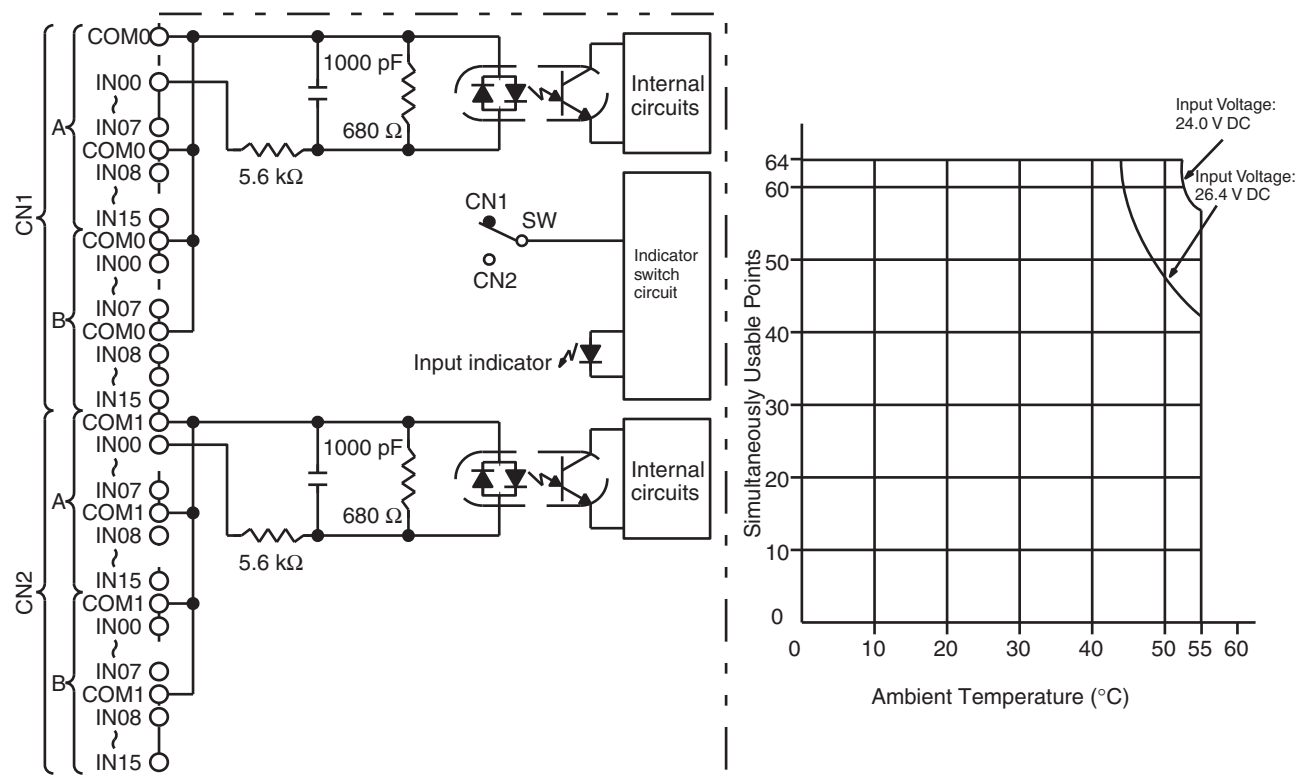 COM0
IN00
IN07
COM0
IN08
IN15
COM0
IN00
IN07
COM0
IN08
IN15
COM1
IN00
IN07
COM1
IN08
IN15
COM1
IN00
IN07
COM1
IN08
IN15
A
B
A
B
CN1
CN2
1000 pF
680 Ω
5.6 kΩ
Internal
circuits
CN1
SW
CN2
Indicator
switch
circuit
Input indicator
1000 pF
680 Ω
5.6 kΩ
Internal
circuits
Input Voltage:
24.0 V DC
Input Voltage:
26.4 V DC
Simultaneously Usable Points
64
60
50
40
30
20
10
0
0 10 20 30 40 50 55 60
Ambient Temperature (°C)